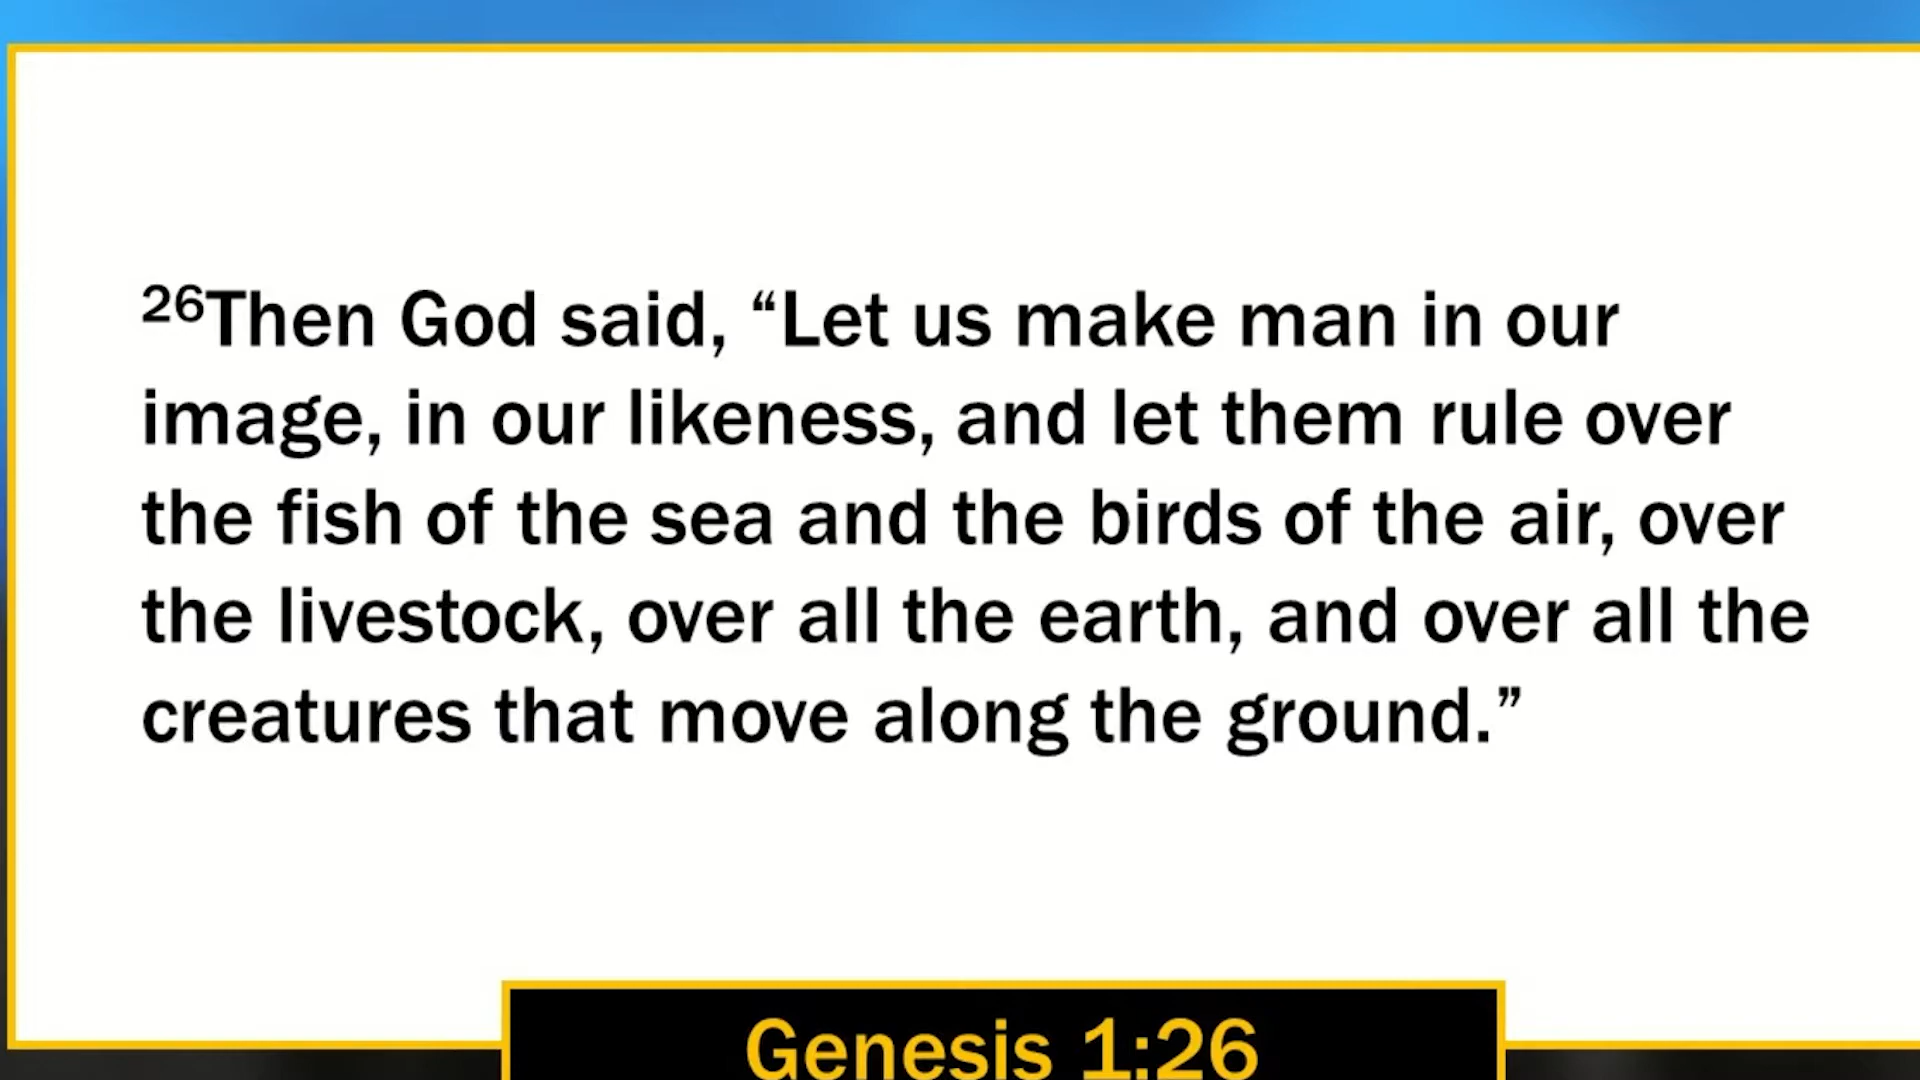 26Then God said, “Let us make man in our
image, in our likeness, and let them rule over
the fish of the sea and the birds of the air, over
the livestock, over all the earth, and over all the
creatures that move along the ground.”
Genesis 1:26